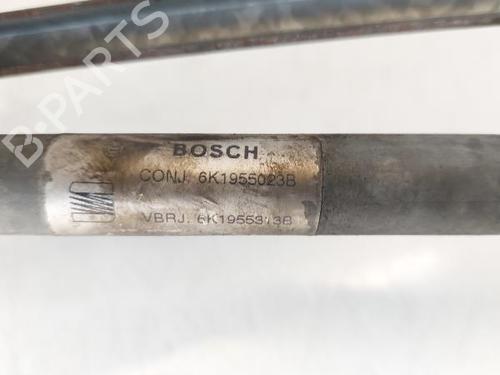 B-PARTS
BOSCH
CONJ. 6K1955023B
VBRJ. 6K1955313B